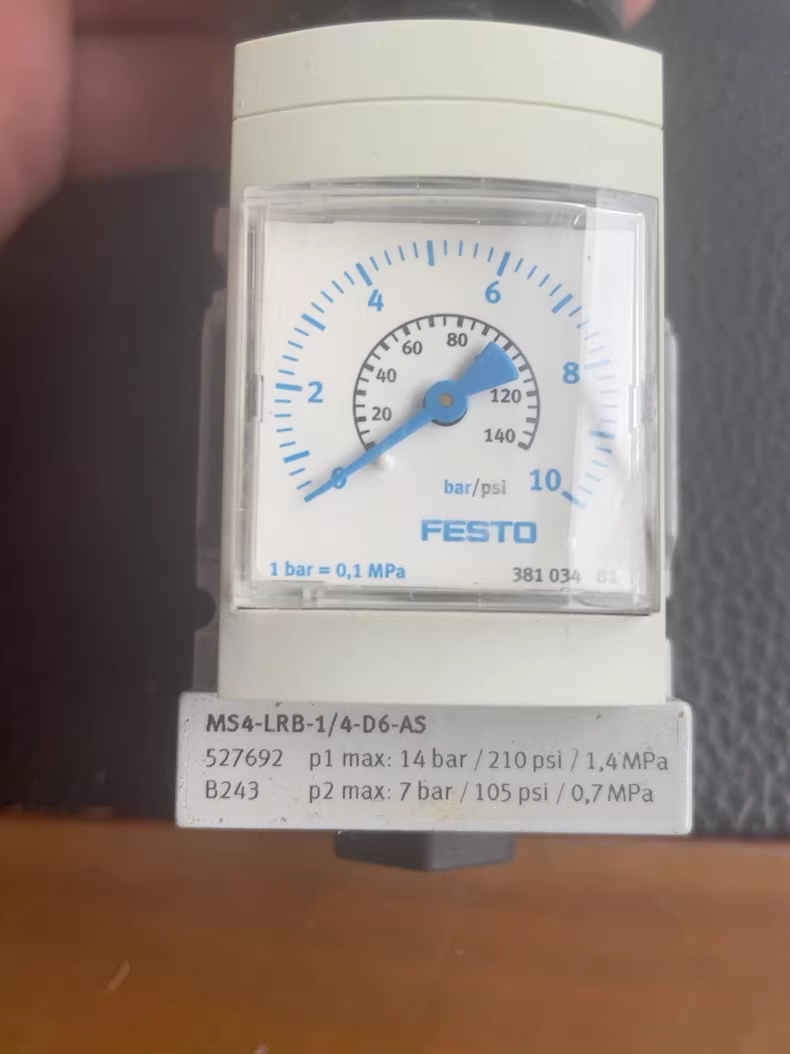 4
6
2
8
0
10
60
80
40
20
120
140
bar/psi
FESTO
1 bar = 0,1 MPa
381 034 B1
MS4-LRB-1/4-D6-AS
527692 p1 max: 14 bar / 210 psi / 1,4 MPa
B243 p2 max: 7 bar / 105 psi / 0,7 MPa